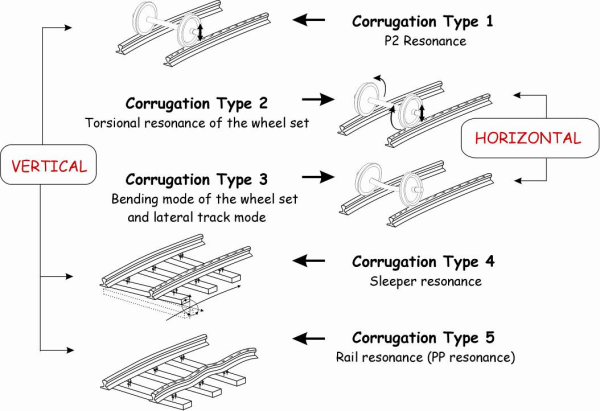 Corrugation Type 1
P2 Resonance
Corrugation Type 2
Torsional resonance of the wheel set
HORIZONTAL
VERTICAL
Corrugation Type 3
Bending mode of the wheel set
and lateral track mode
Corrugation Type 4
Sleeper resonance
Corrugation Type 5
Rail resonance (PP resonance)